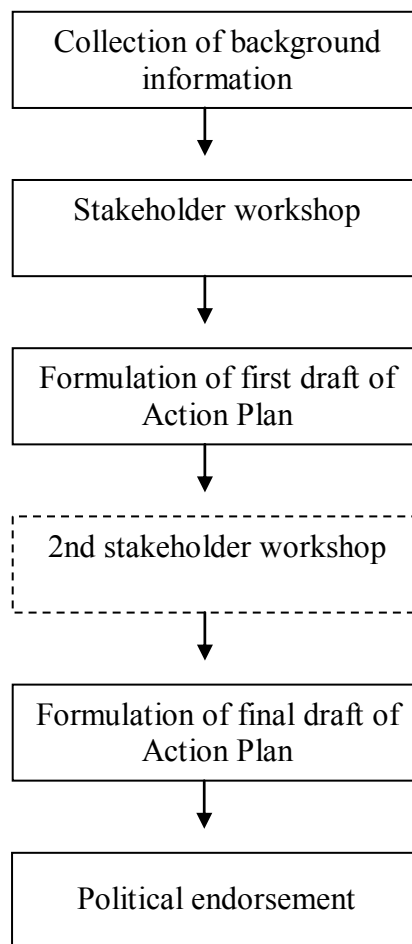 Collection of background
information
Stakeholder workshop
Formulation of first draft of
Action Plan
2nd stakeholder workshop
Formulation of final draft of
Action Plan
Political endorsement